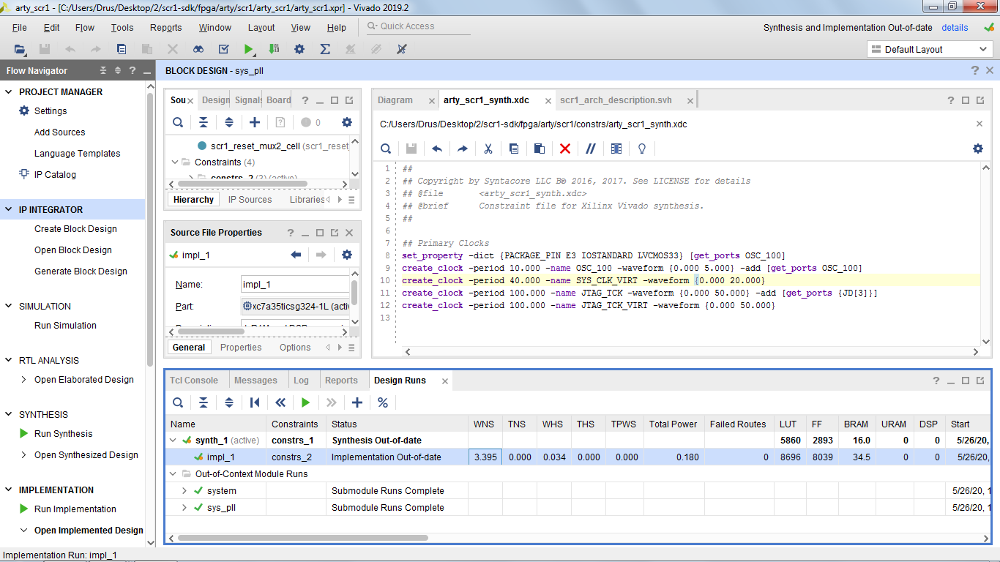 arty_scr1 - [C:/Users/Drus/Desktop/2/scr1-sdk/fpga/arty/scr1/arty_scr1/arty_scr1.xpr] - Vivado 2019.2
File Edit Flow Tools Reports Window Layout View Help Quick Access
Synthesis and Implementation Out-of-date details
Default Layout
Flow Navigator
PROJECT MANAGER
Settings
Add Sources
Language Templates
IP Catalog
IP INTEGRATOR
Create Block Design
Open Block Design
Generate Block Design
SIMULATION
Run Simulation
RTL ANALYSIS
Open Elaborated Design
SYNTHESIS
Run Synthesis
Open Synthesized Design
IMPLEMENTATION
Run Implementation
Open Implemented Design
BLOCK DESIGN - sys_pll
Sou Design Signals Board
0
scr1_reset_mux2_cell (scr1_reset
Constraints (4)
constrs_2 (3) (active)
Hierarchy IP Sources Libraries
Source File Properties
impl_1
Name: impl_1
Part: xc7a35ticsg324-1L (activ
General Properties Options
Diagram arty_scr1_synth.xdc scr1_arch_description.svh
C:/Users/Drus/Desktop/2/scr1-sdk/fpga/arty/scr1/constrs/arty_scr1_synth.xdc
1 ##
2 ## Copyright by Syntacore LLC В© 2016, 2017. See LICENSE for details
3 ## @file <arty_scr1_synth.xdc>
4 ## @brief Constraint file for Xilinx Vivado synthesis.
5 ##
6
7 ## Primary Clocks
8 set_property -dict {PACKAGE_PIN E3 IOSTANDARD LVCMOS33} [get_ports OSC_100]
9 create_clock -period 10.000 -name OSC_100 -waveform {0.000 5.000} -add [get_ports OSC_100]
10 create_clock -period 40.000 -name SYS_CLK_VIRT -waveform {0.000 20.000}
11 create_clock -period 100.000 -name JTAG_TCK -waveform {0.000 50.000} -add [get_ports {JD[3]}]
12 create_clock -period 100.000 -name JTAG_TCK_VIRT -waveform {0.000 50.000}
13
Tcl Console Messages Log Reports Design Runs
Name Constraints Status WNS TNS WHS THS TPWS Total Power Failed Routes LUT FF BRAM URAM DSP Start
synth_1 (active) constrs_1 Synthesis Out-of-date 5860 2893 16.0 0 0 5/26/20,
impl_1 constrs_2 Implementation Out-of-date 3.395 0.000 0.034 0.000 0.000 0.180 0 8696 8039 34.5 0 0 5/26/20,
Out-of-Context Module Runs
system Submodule Runs Complete 5/26/20, 1
sys_pll Submodule Runs Complete 5/26/20, 1
Implementation Run: impl_1